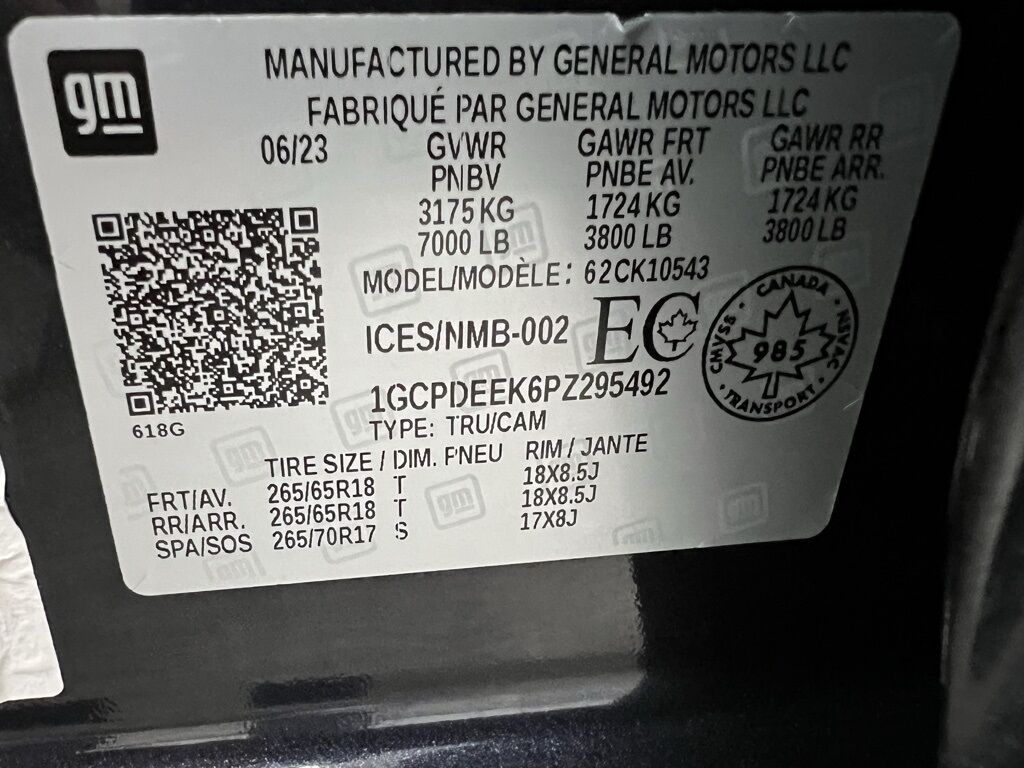 gm
MANUFACTURED BY GENERAL MOTORS LLC
FABRIQUÉ PAR GENERAL MOTORS LLC
06/23 GVWR GAWR FRT GAWR RR
PNBV PNBE AV. PNBE ARR.
3175 KG 1724 KG 1724 KG
7000 LB 3800 LB 3800 LB
MODEL/MODÈLE: 62CK10543
ICES/NMB-002 EC
CANADA
CMVSS NSVAC
985
TRANSPORT
1GCPDEEK6PZ295492
618G
TYPE: TRU/CAM
TIRE SIZE / DIM. PNEU RIM / JANTE
FRT/AV. 265/65R18 T 18X8.5J
RR/ARR. 265/65R18 T 18X8.5J
SPA/SOS 265/70R17 S 17X8J